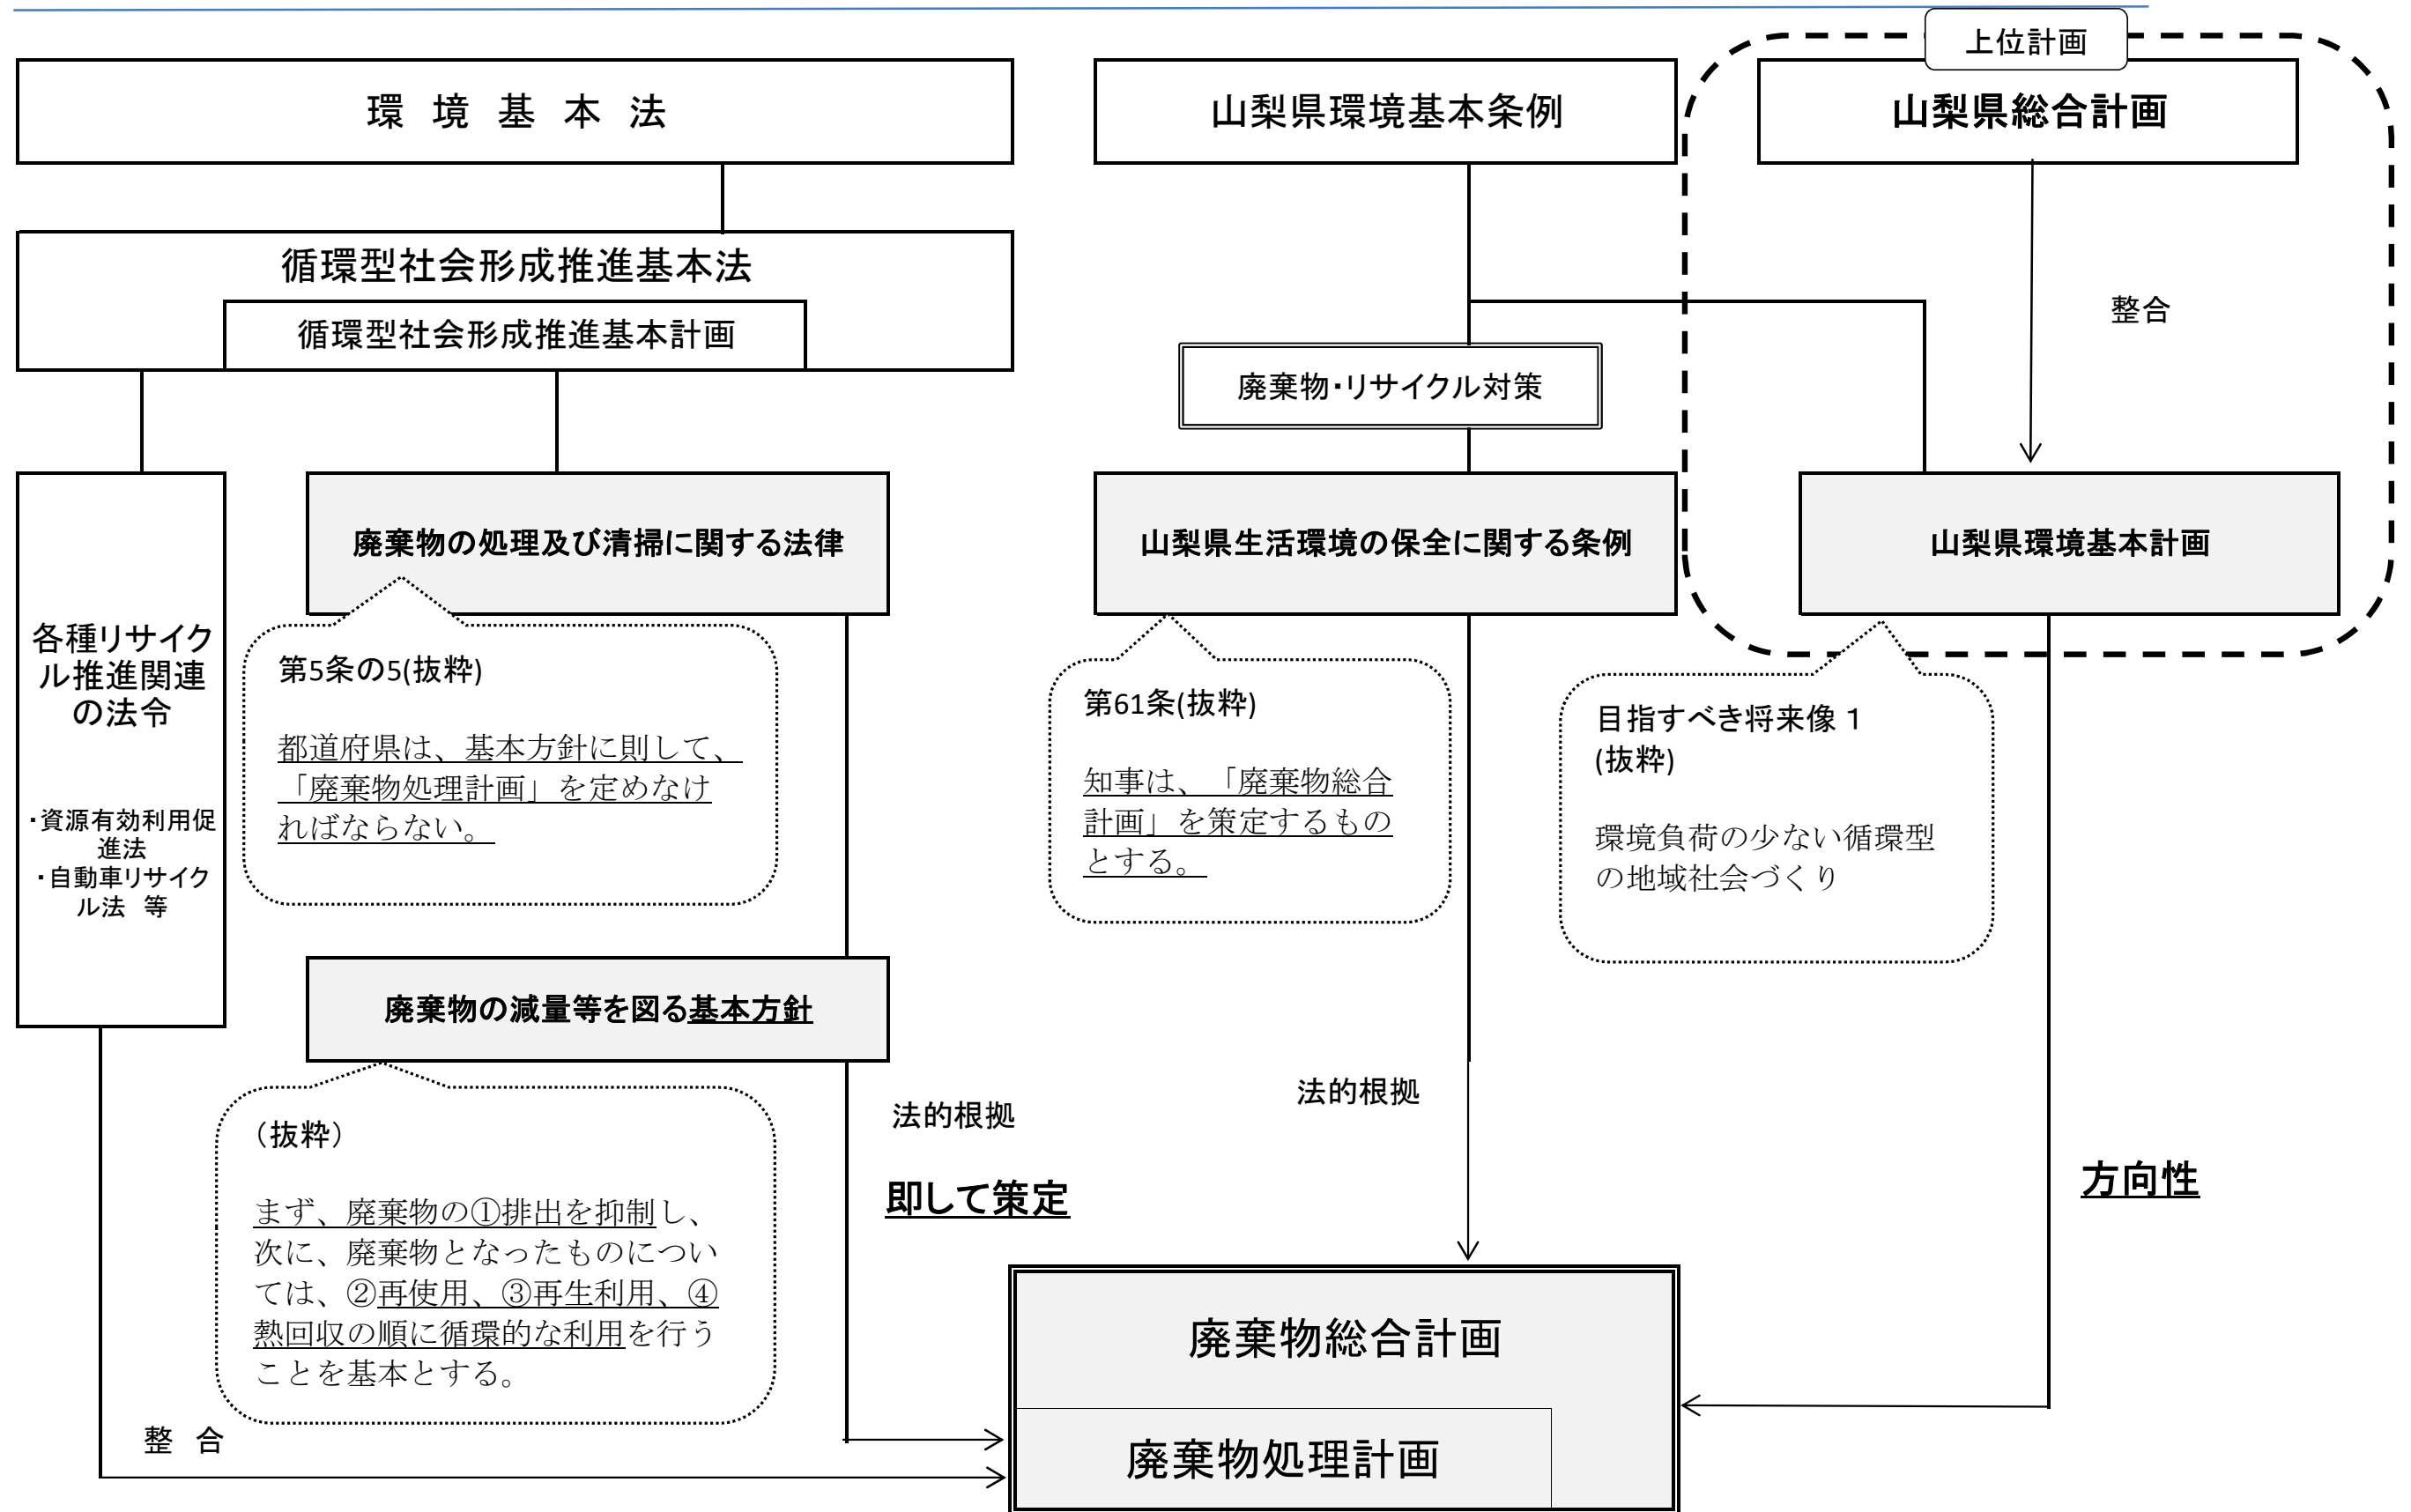 上位計画
環 境 基 本 法
山梨県環境基本条例
山梨県総合計画
循環型社会形成推進基本法
循環型社会形成推進基本計画
整合
廃棄物・リサイクル対策
廃棄物の処理及び清掃に関する法律
山梨県生活環境の保全に関する条例
山梨県環境基本計画
各種リサイク
ル推進関連
の法令
・資源有効利用促
進法
・自動車リサイク
ル法 等
第5条の5(抜粋)
都道府県は、基本方針に則して、
「廃棄物処理計画」を定めなけ
ればならない。
第61条(抜粋)
知事は、「廃棄物総合
計画」を策定するもの
とする。
目指すべき将来像１
(抜粋)
環境負荷の少ない循環型
の地域社会づくり
廃棄物の減量等を図る基本方針
（抜粋）
まず、廃棄物の①排出を抑制し、
次に、廃棄物となったものについ
ては、②再使用、③再生利用、④
熱回収の順に循環的な利用を行う
ことを基本とする。
法的根拠
即して策定
法的根拠
方向性
整 合
廃棄物総合計画
廃棄物処理計画